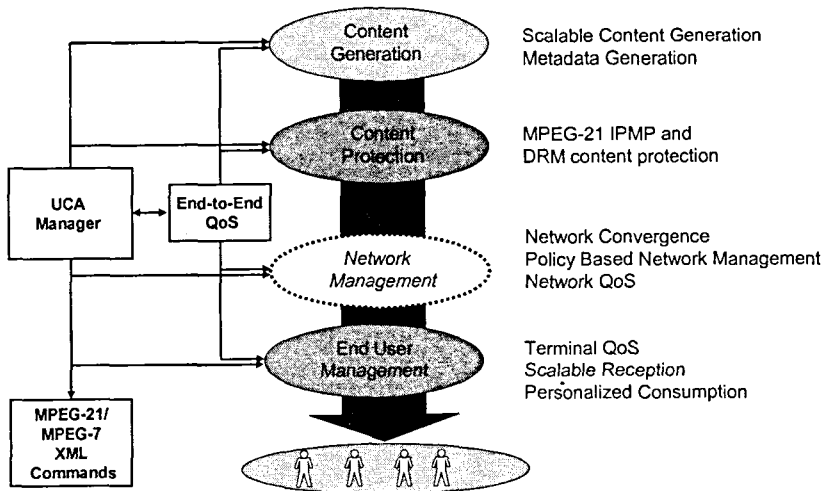 Content
Generation
Scalable Content Generation
Metadata Generation
Content
Protection
MPEG-21 IPMP and
DRM content protection
UCA
Manager
End-to-End
QoS
Network
Management
Network Convergence
Policy Based Network Management
Network QoS
End User
Management
Terminal QoS
Scalable Reception
Personalized Consumption
MPEG-21/
MPEG-7
XML
Commands